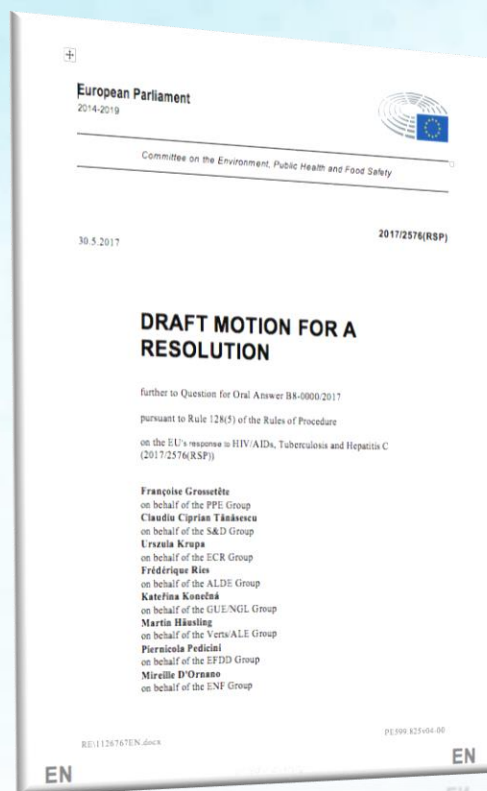 European Parliament
2014-2019
Committee on the Environment, Public Health and Food Safety
2017/2576(RSP)
30.5.2017
DRAFT MOTION FOR A
RESOLUTION
further to Question for Oral Answer B8-0000/2017
pursuant to Rule 128(5) of the Rules of Procedure
on the EU's response to HIV/AIDs, Tuberculosis and Hepatitis C
(2017/2576(RSP))
Françoise Grossetête
on behalf of the PPE Group
Claudiu Ciprian Tănăsescu
on behalf of the S&D Group
Urszula Krupa
on behalf of the ECR Group
Frédérique Ries
on behalf of the ALDE Group
Kateřina Konečná
on behalf of the GUE/NGL Group
Martin Häusling
on behalf of the Verts/ALE Group
Piernicola Pedicini
on behalf of the EFDD Group
Mireille D'Ornano
on behalf of the ENF Group
RE\1126767EN.docx
PE599.825v04-00
EN
EN